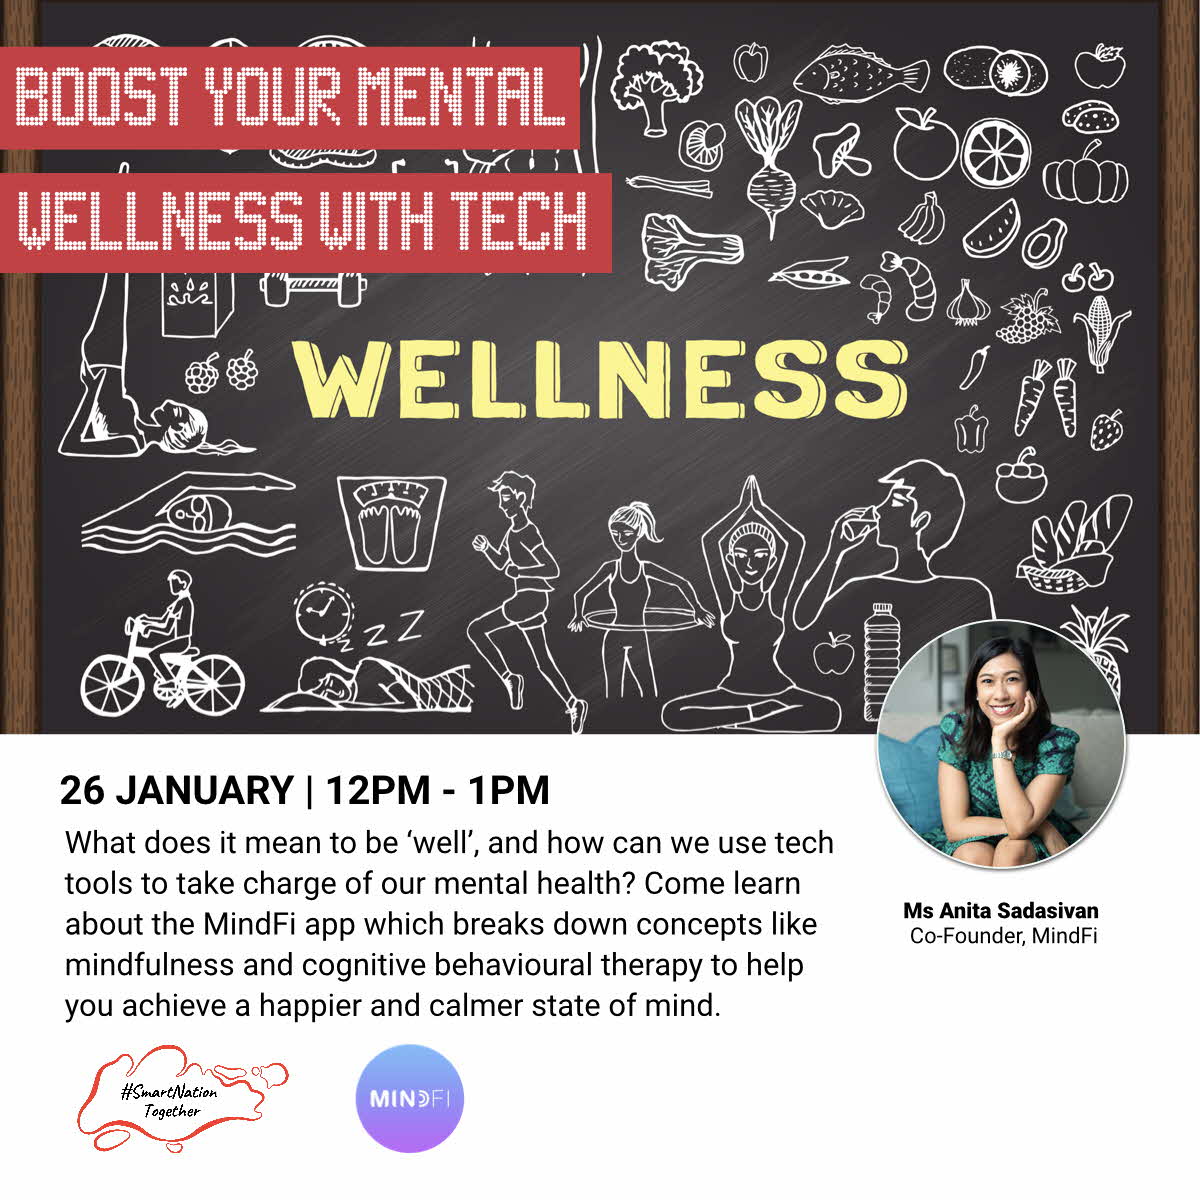 BOOST YOUR MENTAL
WELLNESS WITH TECH
WELLNESS
Z Z Z
26 JANUARY | 12PM - 1PM
What does it mean to be ‘well’, and how can we use tech
tools to take charge of our mental health? Come learn
about the MindFi app which breaks down concepts like
mindfulness and cognitive behavioural therapy to help
you achieve a happier and calmer state of mind.
Ms Anita Sadasivan
Co-Founder, MindFi
#SmartNation
Together
MINDFI